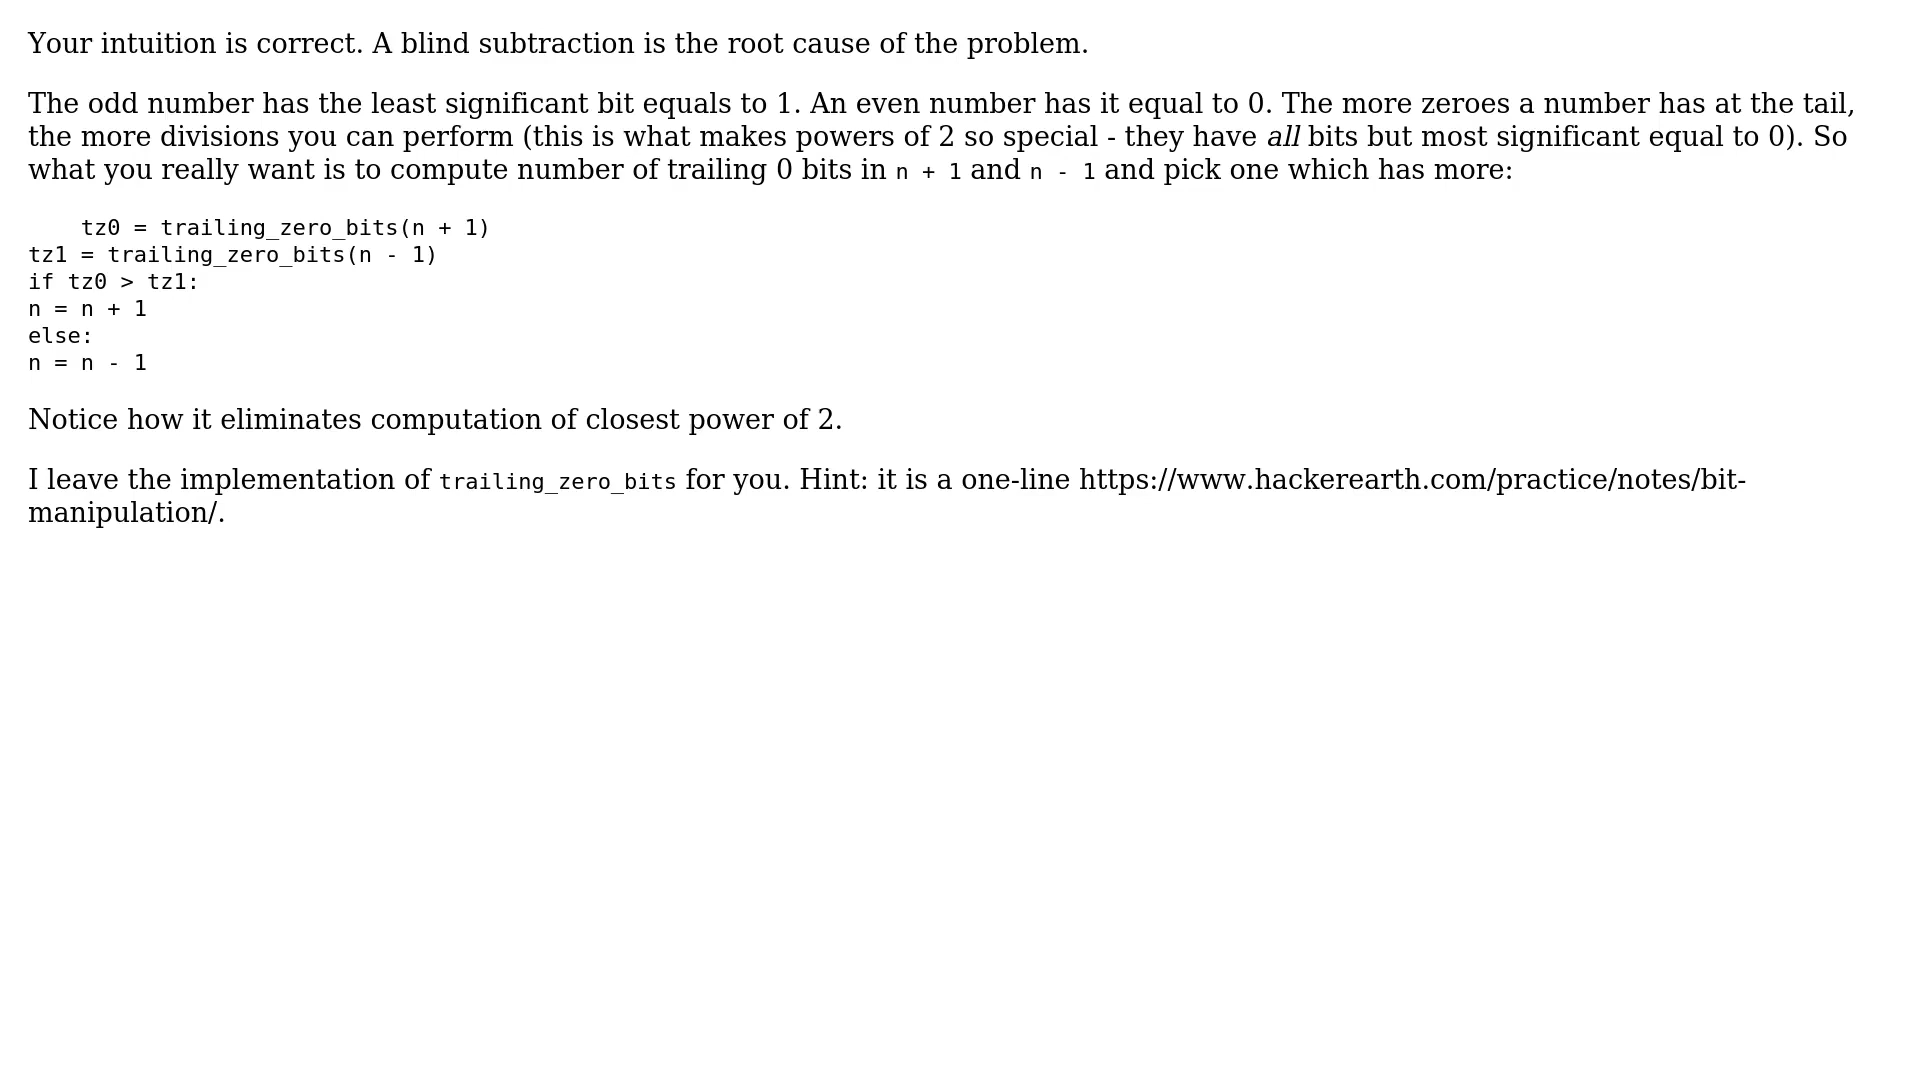 Your intuition is correct. A blind subtraction is the root cause of the problem.
The odd number has the least significant bit equals to 1. An even number has it equal to 0. The more zeroes a number has at the tail,
the more divisions you can perform (this is what makes powers of 2 so special - they have all bits but most significant equal to 0). So
what you really want is to compute number of trailing 0 bits in n + 1 and n - 1 and pick one which has more:
    tz0 = trailing_zero_bits(n + 1)
tz1 = trailing_zero_bits(n - 1)
if tz0 > tz1:
n = n + 1
else:
n = n - 1
Notice how it eliminates computation of closest power of 2.
I leave the implementation of trailing_zero_bits for you. Hint: it is a one-line https://www.hackerearth.com/practice/notes/bit-
manipulation/.